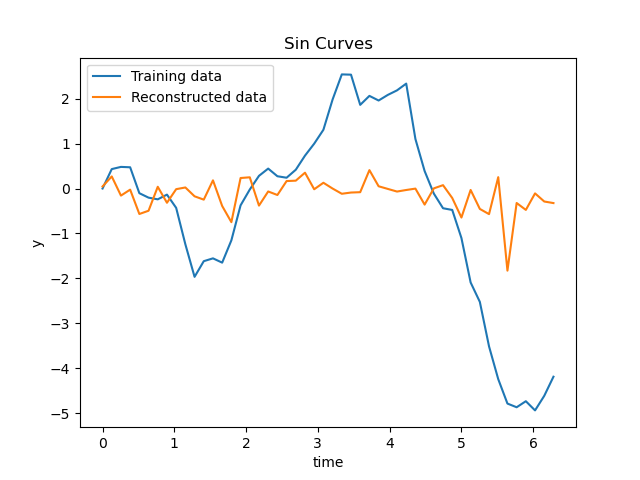 Sin Curves
Training data
Reconstructed data
2
1
0
−1
−2
−3
−4
−5
y
0 1 2 3 4 5 6
time